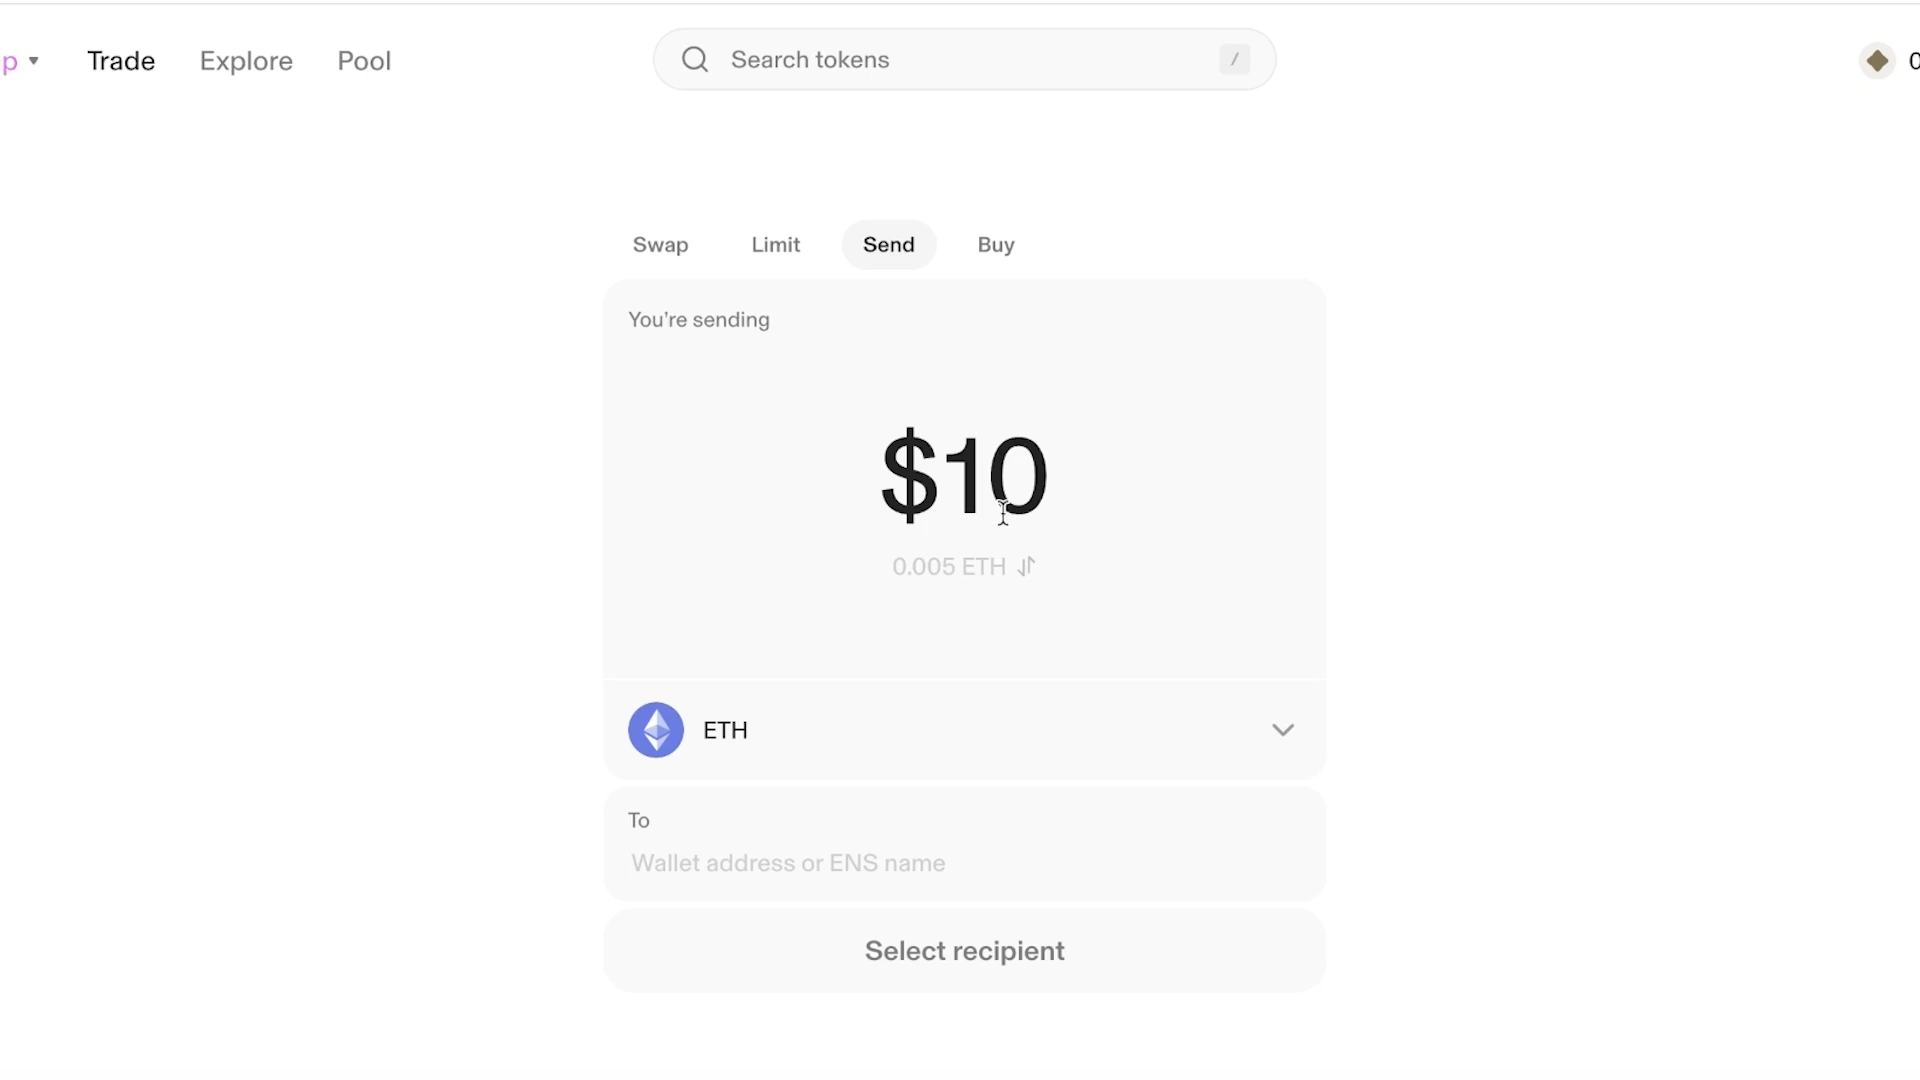 p Trade Explore Pool Search tokens / 0
Swap Limit Send Buy
You're sending
$10
0.005 ETH
ETH
To
Wallet address or ENS name
Select recipient